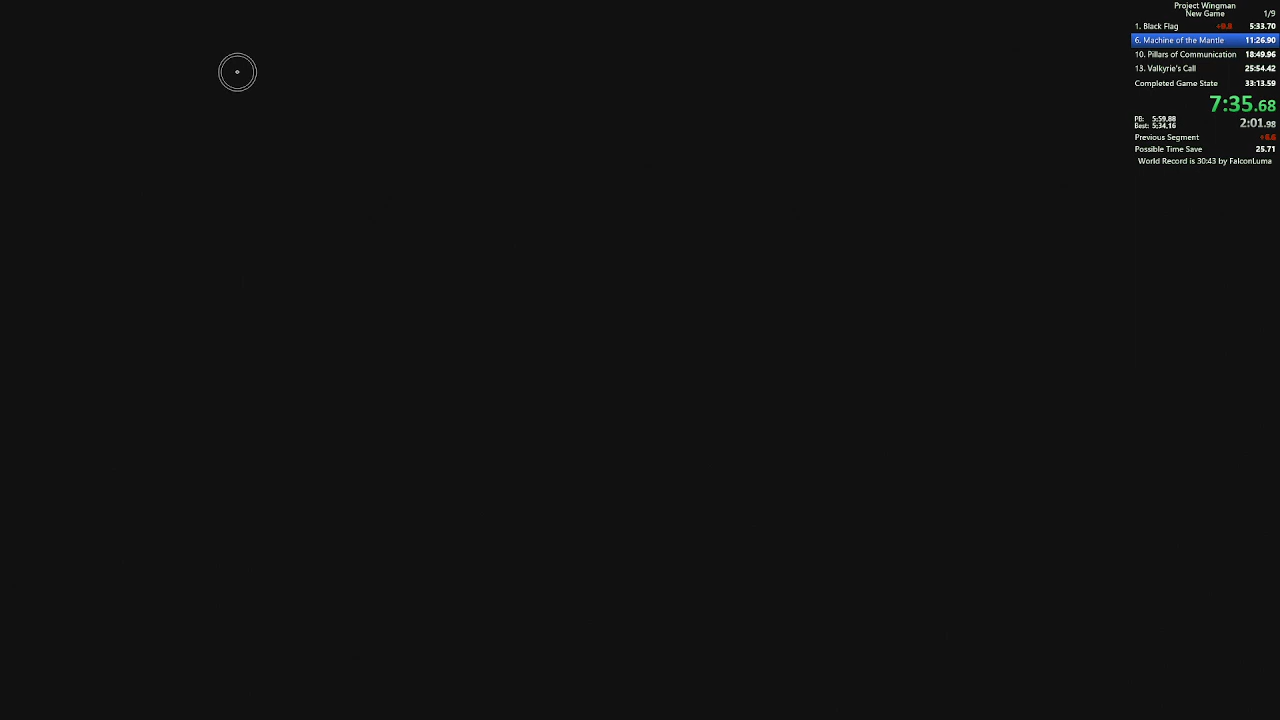 Project Wingman
New Game 1/9
1. Black Flag 5:33.70
6. Machine of the Mantle 11:26.90
10. Pillars of Communication 18:49.96
13. Valkyrie's Call 25:54.42
Completed Game State 33:13.59
7:35.68
PB: 5:59.88
Best: 5:34.16
2:01.98
Previous Segment +6.6
Possible Time Save 25.71
World Record is 30:43 by FalconLuma